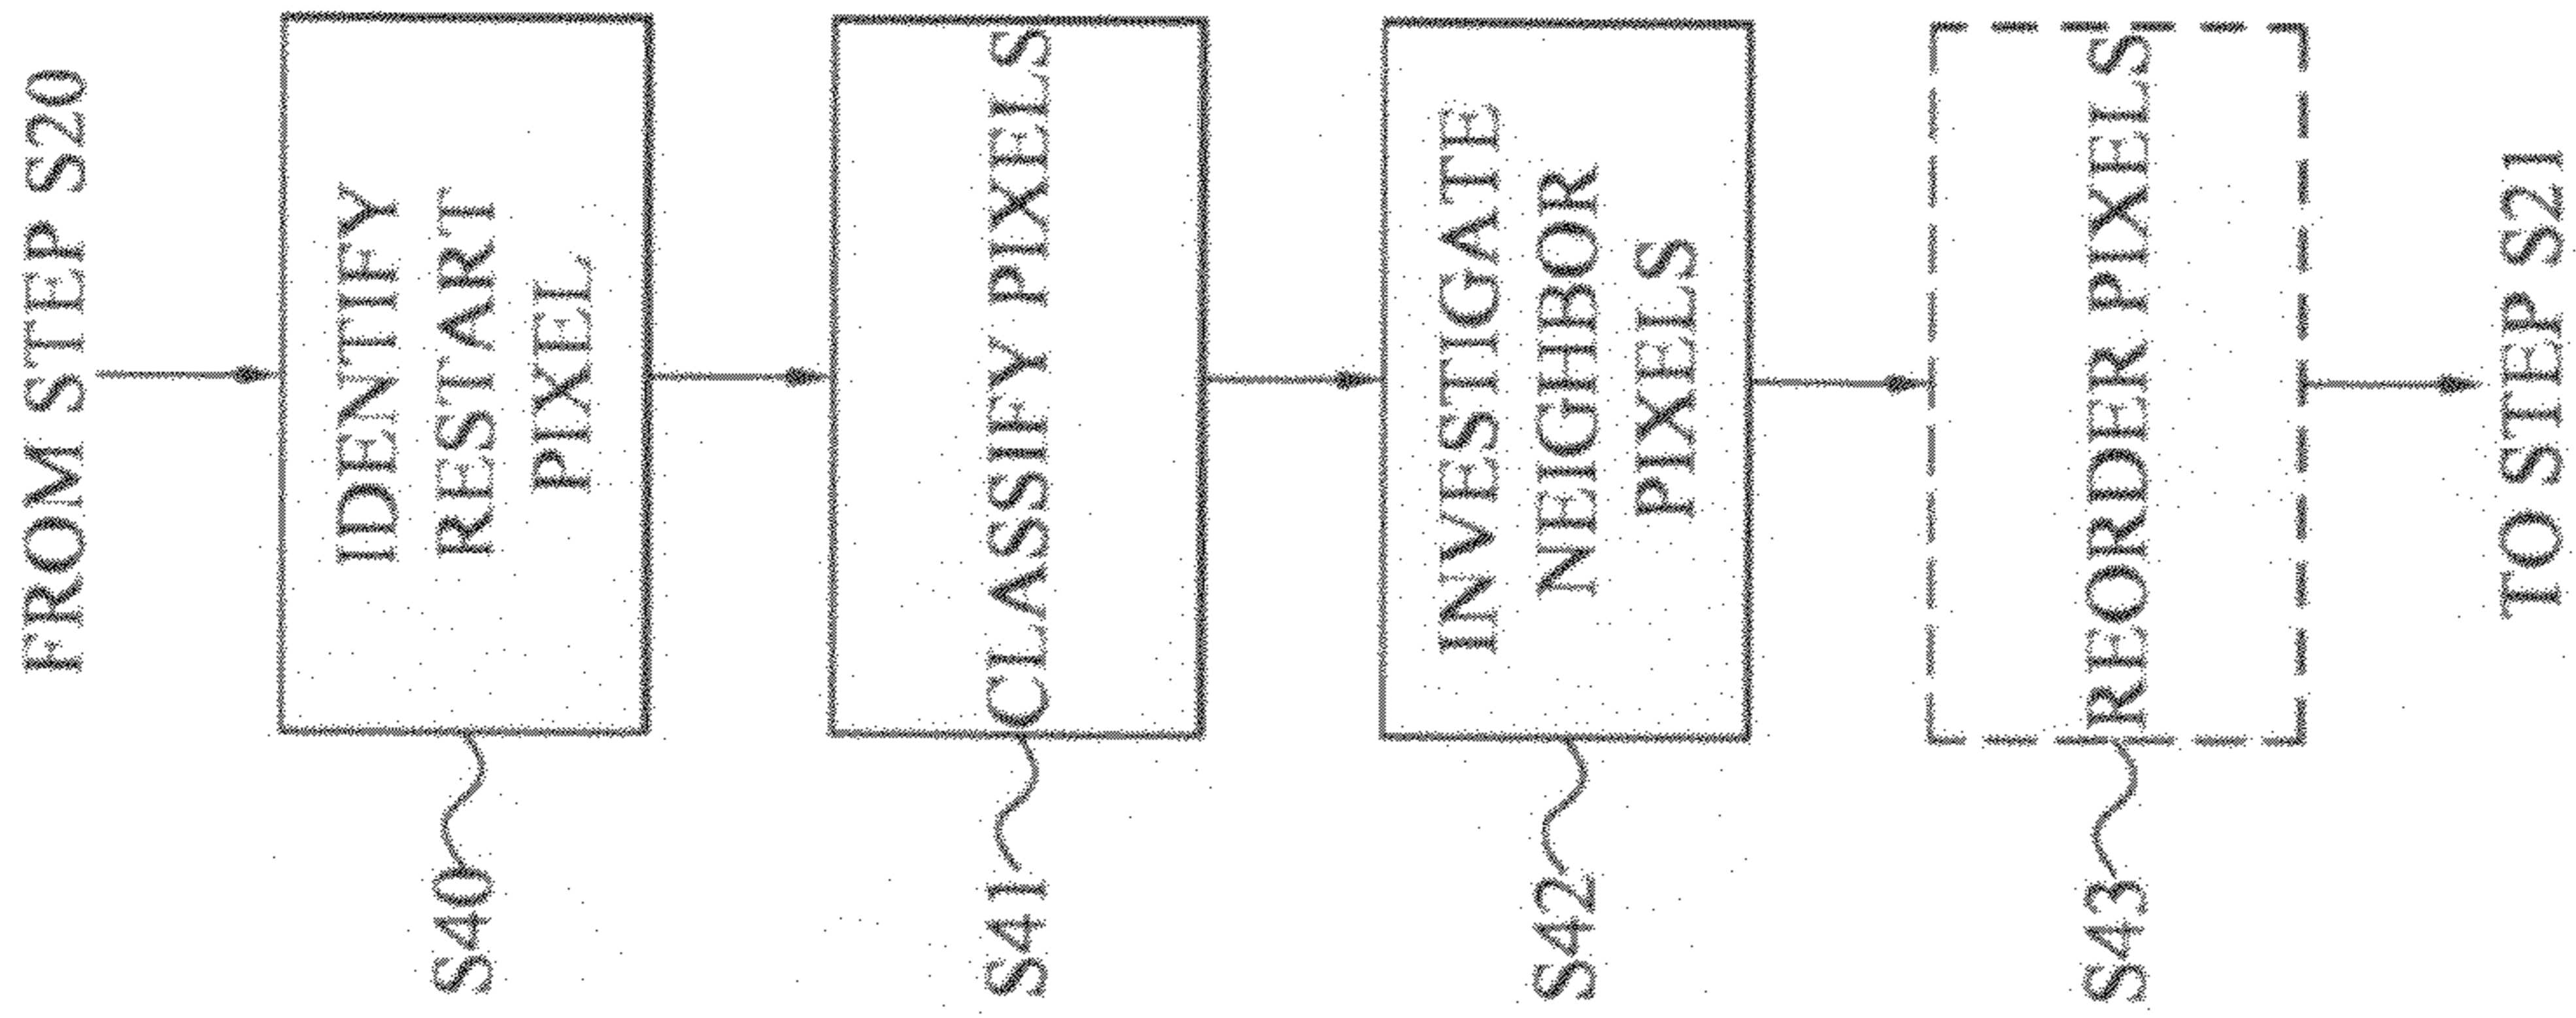 FROM STEP S20
IDENTIFY
RESTART
PIXEL
S40
CLASSIFY PIXELS
S41
INVESTIGATE
NEIGHBOR
PIXELS
S42
REORDER PIXELS
S43
TO STEP S21